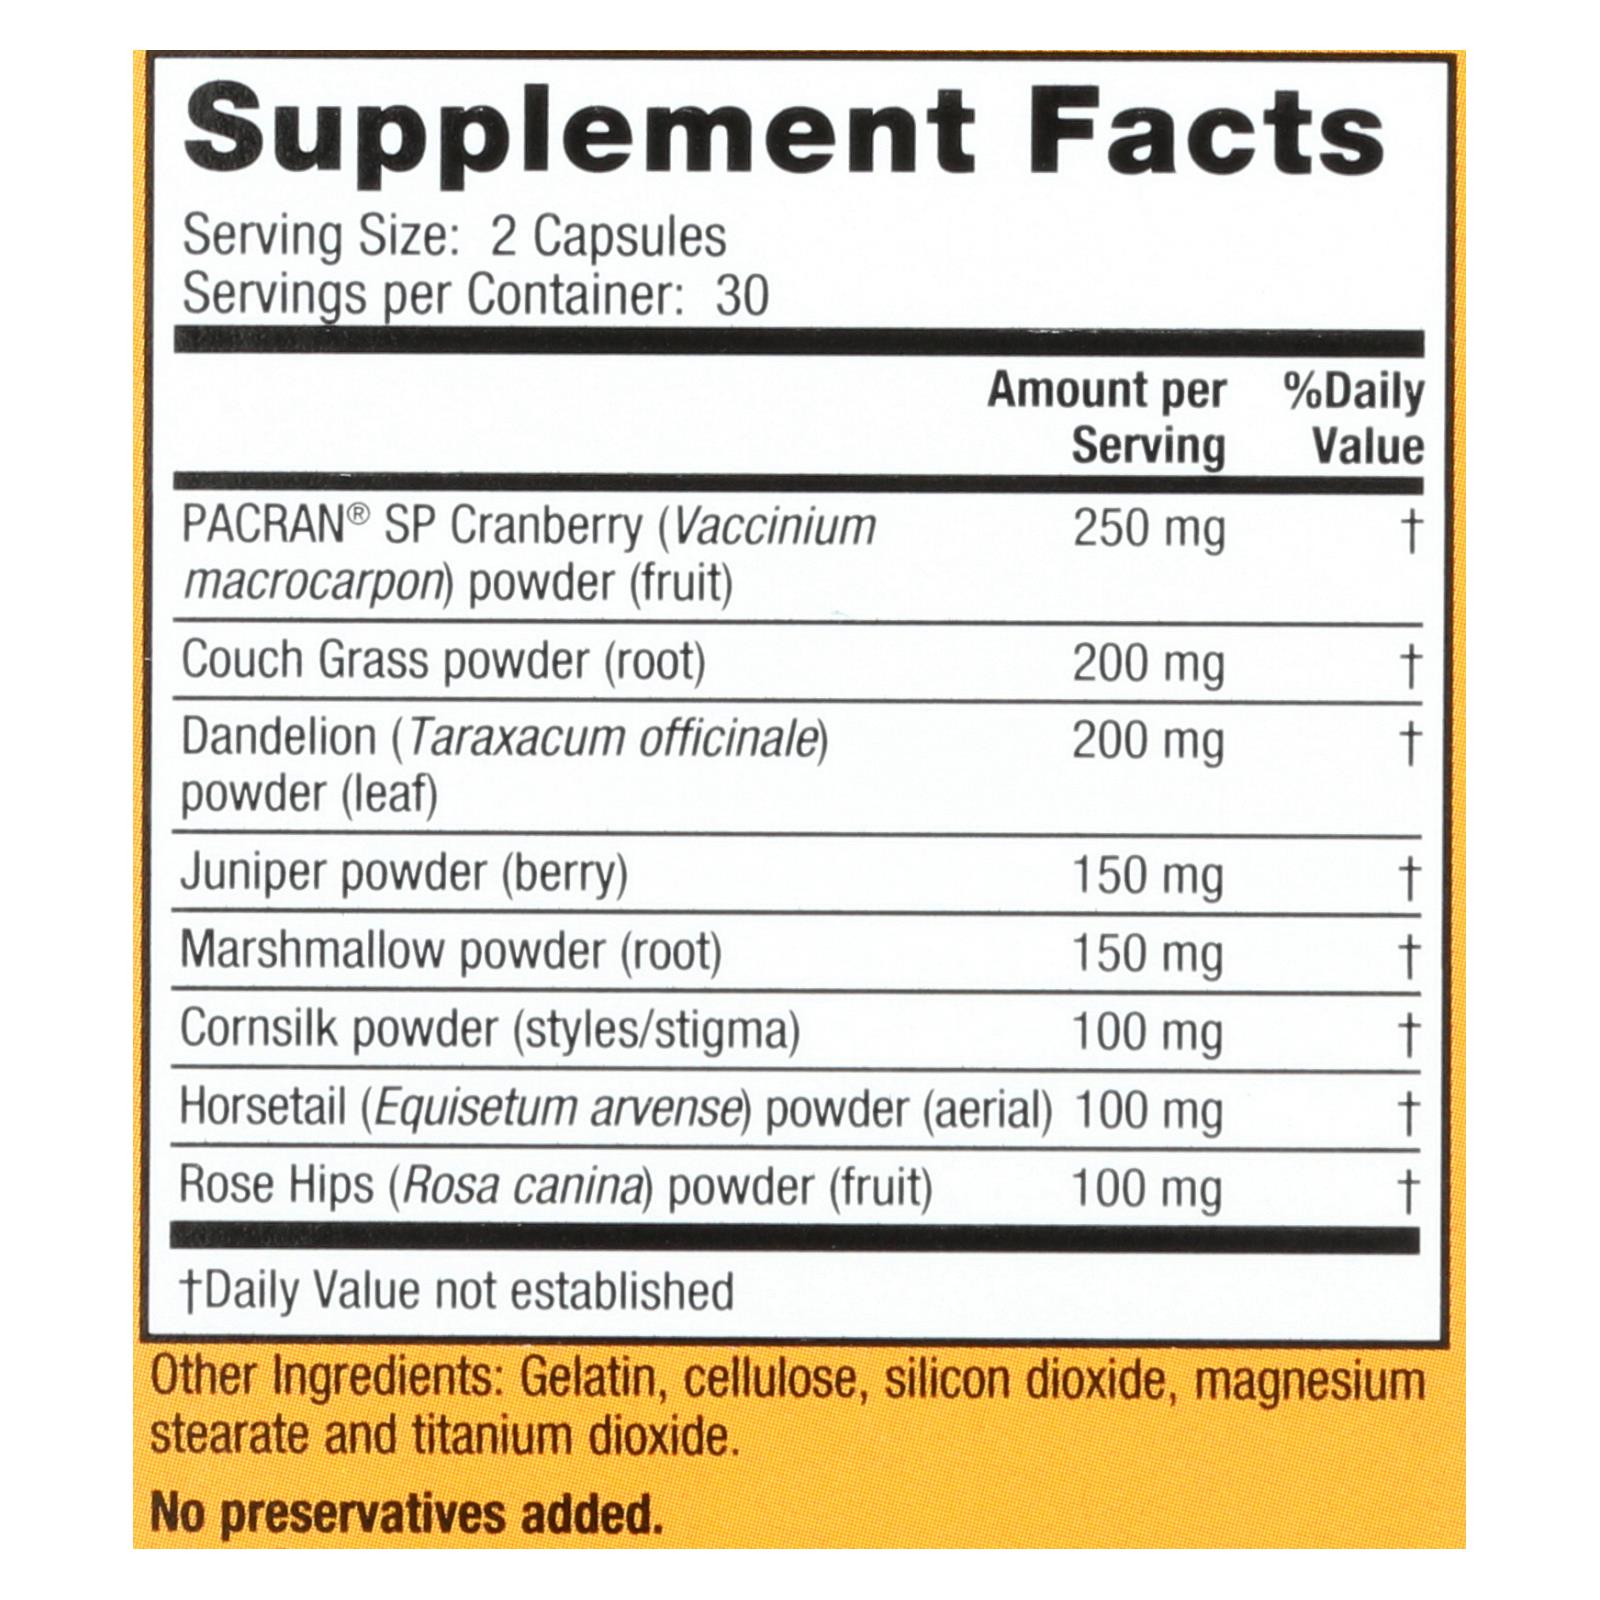 Supplement Facts
Serving Size: 2 Capsules
Servings per Container: 30
Amount per %Daily
Serving Value
PACRAN® SP Cranberry (Vaccinium 250 mg †
macrocarpon) powder (fruit)
Couch Grass powder (root) 200 mg †
Dandelion (Taraxacum officinale) 200 mg †
powder (leaf)
Juniper powder (berry) 150 mg †
Marshmallow powder (root) 150 mg †
Cornsilk powder (styles/stigma) 100 mg †
Horsetail (Equisetum arvense) powder (aerial) 100 mg †
Rose Hips (Rosa canina) powder (fruit) 100 mg †
†Daily Value not established
Other Ingredients: Gelatin, cellulose, silicon dioxide, magnesium
stearate and titanium dioxide.
No preservatives added.